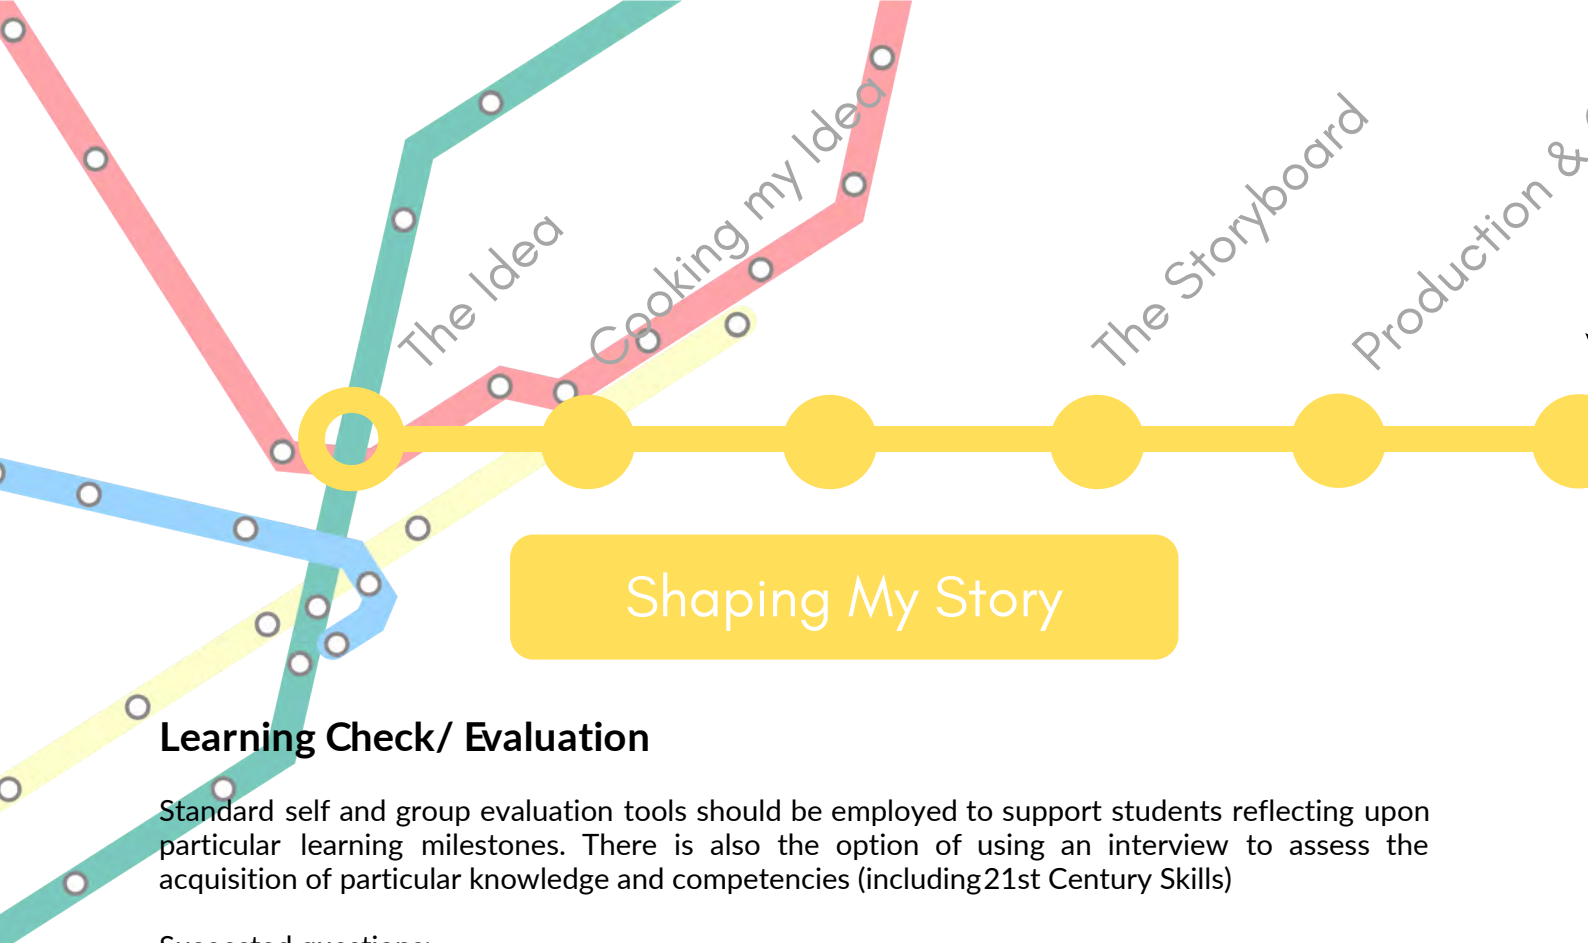 The Idea
Cooking my Idea
The Storyboard
Production &
Shaping My Story
Learning Check/ Evaluation
Standard self and group evaluation tools should be employed to support students reflecting upon
particular learning milestones. There is also the option of using an interview to assess the
acquisition of particular knowledge and competencies (including21st Century Skills)
Suggested questions: